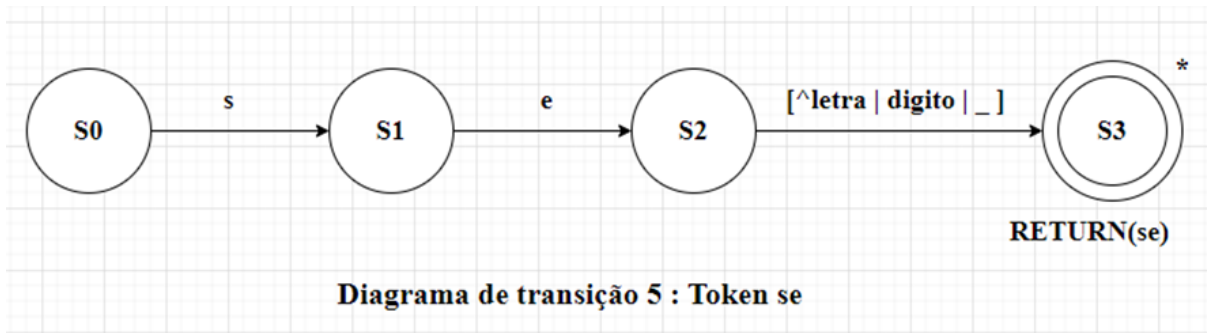 *
s
e
[^letra | digito | _ ]
S0
S1
S2
S3
RETURN(se)
Diagrama de transição 5 : Token se